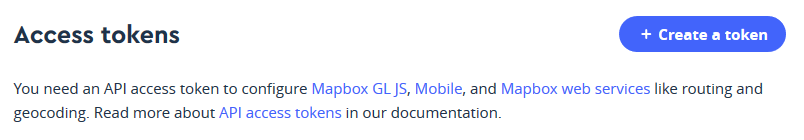 Access tokens
+ Create a token
You need an API access token to configure Mapbox GL JS, Mobile, and Mapbox web services like routing and
geocoding. Read more about API access tokens in our documentation.